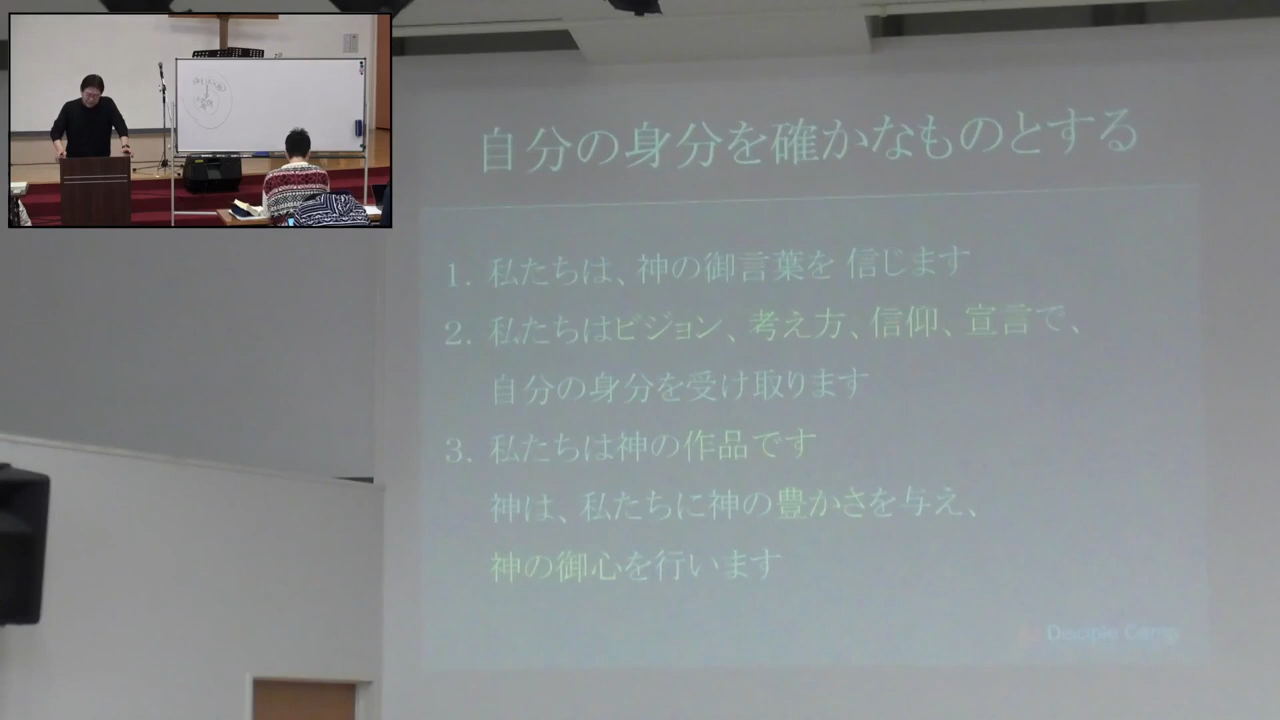 自分の身分を確かなものとする
1. 私たちは、神の御言葉を 信じます
2. 私たちはビジョン、考え方、信仰、宣言で、
自分の身分を受け取ります
3. 私たちは神の作品です
神は、私たちに神の豊かさを与え、
神の御心を行います
Disciple Camp